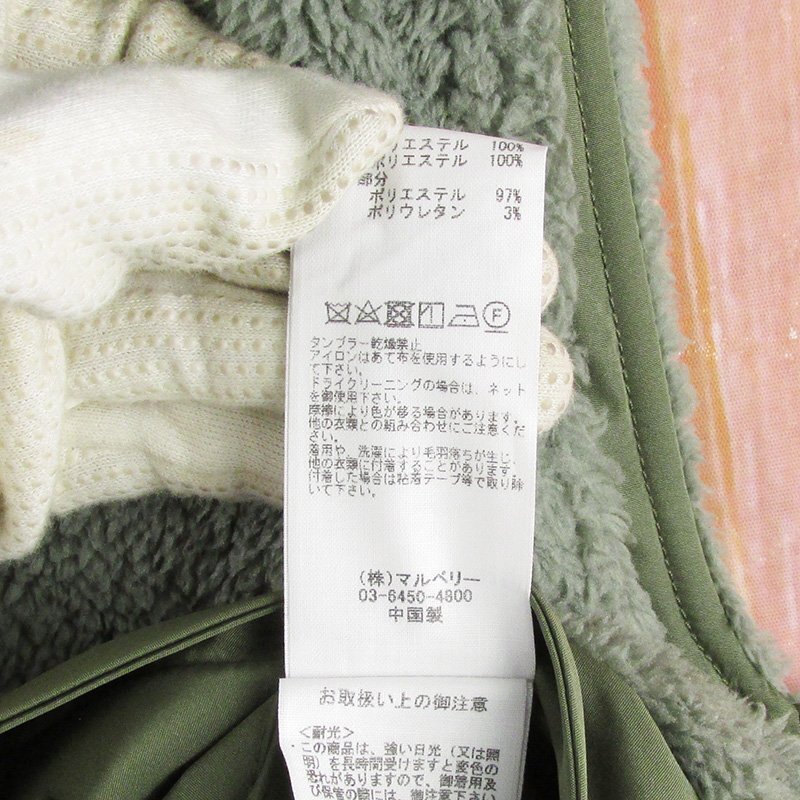 リエステル 100%
ポリエステル 100%
部分
ポリエステル 97%
ポリウレタン 3%
F
タンブラー乾燥禁止
アイロンはあて布を使用するようにし
て下さい。
ドライクリーニングの場合は、ネット
を御使用下さい。
摩擦により色が移る場合があります。
他の衣類との組み合わせにご注意くだ
さい。
着用や、洗濯により毛羽落ちが生じ、
他の衣類に付着することがあります。
付着した場合は粘着テープ等で取り除
いて下さい。
(株)マルベリー
03-6450-4800
中国製
お取扱い上の御注意
<耐光>
この商品は、強い日光（又は照
明）を長時間受けますと変色の
恐れがありますので、御着用及
び保管の際に